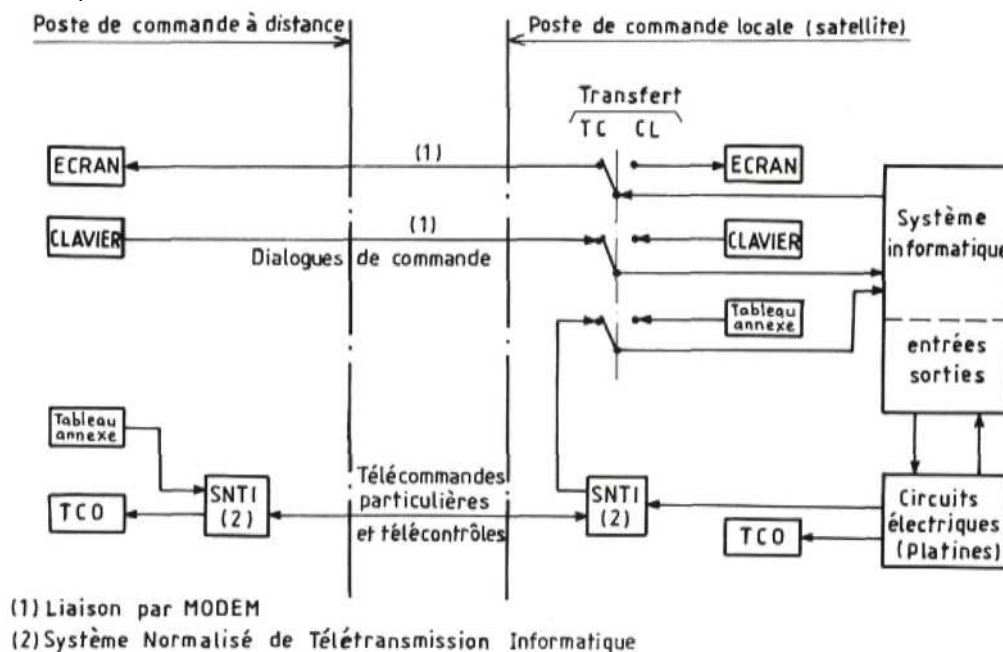 Poste de commande à distance
Poste de commande locale (satellite)
Transfert
TC CL
ECRAN
(1)
ECRAN
CLAVIER
(1)
CLAVIER
Dialogues de commande
Système
informatique
Tableau
annexe
entrées
sorties
Tableau
annexe
Télécommandes
particulières
et télécontrôles
SNTI
(2)
SNTI
(2)
TCO
TCO
Circuits
électriques
(Platines)
(1) Liaison par MODEM
(2) Système Normalisé de Télétransmission Informatique